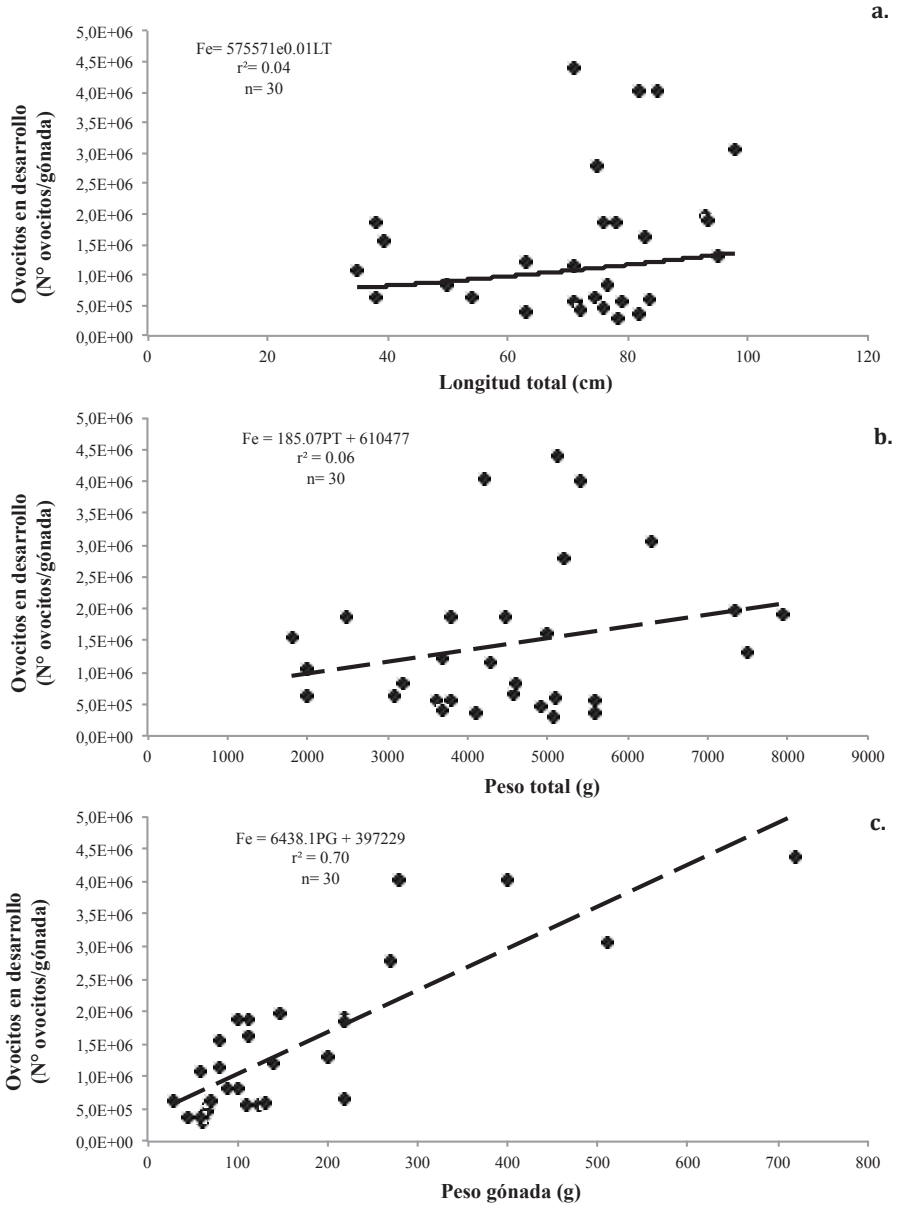 a.
5,0E+06
4,5E+06
4,0E+06
3,5E+06
3,0E+06
2,5E+06
2,0E+06
1,5E+06
1,0E+06
5,0E+05
0,0E+00
Ovocitos en desarrollo
(N° ovocitos/gónada)
Fe= 575571e0.01LT
r²= 0.04
n= 30
0 20 40 60 80 100 120
Longitud total (cm)
b.
5,0E+06
4,5E+06
4,0E+06
3,5E+06
3,0E+06
2,5E+06
2,0E+06
1,5E+06
1,0E+06
5,0E+05
0,0E+00
Ovocitos en desarrollo
(N° ovocitos/gónada)
Fe = 185.07PT + 610477
r² = 0.06
n= 30
0 1000 2000 3000 4000 5000 6000 7000 8000 9000
Peso total (g)
c.
5,0E+06
4,5E+06
4,0E+06
3,5E+06
3,0E+06
2,5E+06
2,0E+06
1,5E+06
1,0E+06
5,0E+05
0,0E+00
Ovocitos en desarrollo
(N° ovocitos/gónada)
Fe = 6438.1PG + 397229
r² = 0.70
n= 30
0 100 200 300 400 500 600 700 800
Peso gónada (g)